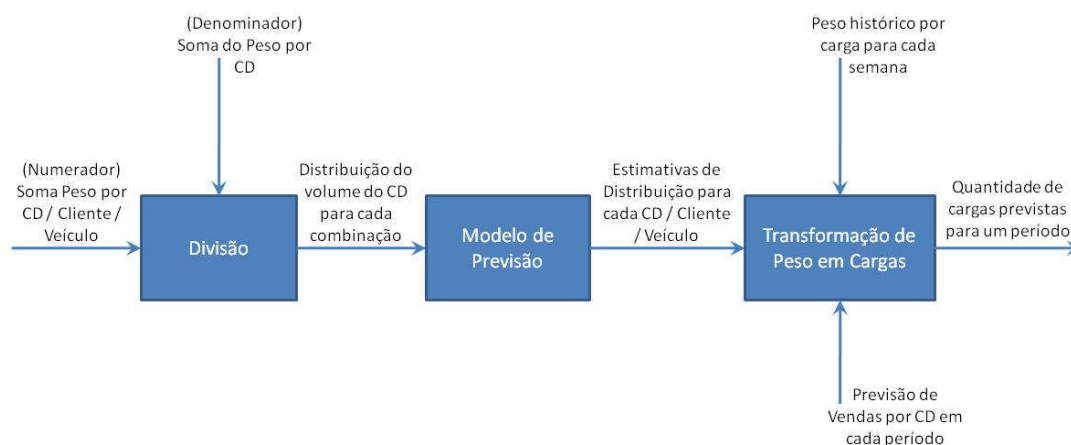 (Denominador)
Soma do Peso por
CD
Peso histórico por
carga para cada
semana
(Numerador)
Soma Peso por
CD / Cliente /
Veículo
Divisão
Distribuição do
volume do CD
para cada
combinação
Modelo de
Previsão
Estimativas de
Distribuição para
cada CD / Cliente
/ Veículo
Transformação de
Peso em Cargas
Quantidade de
cargas previstas
para um período
Previsão de
Vendas por CD em
cada período